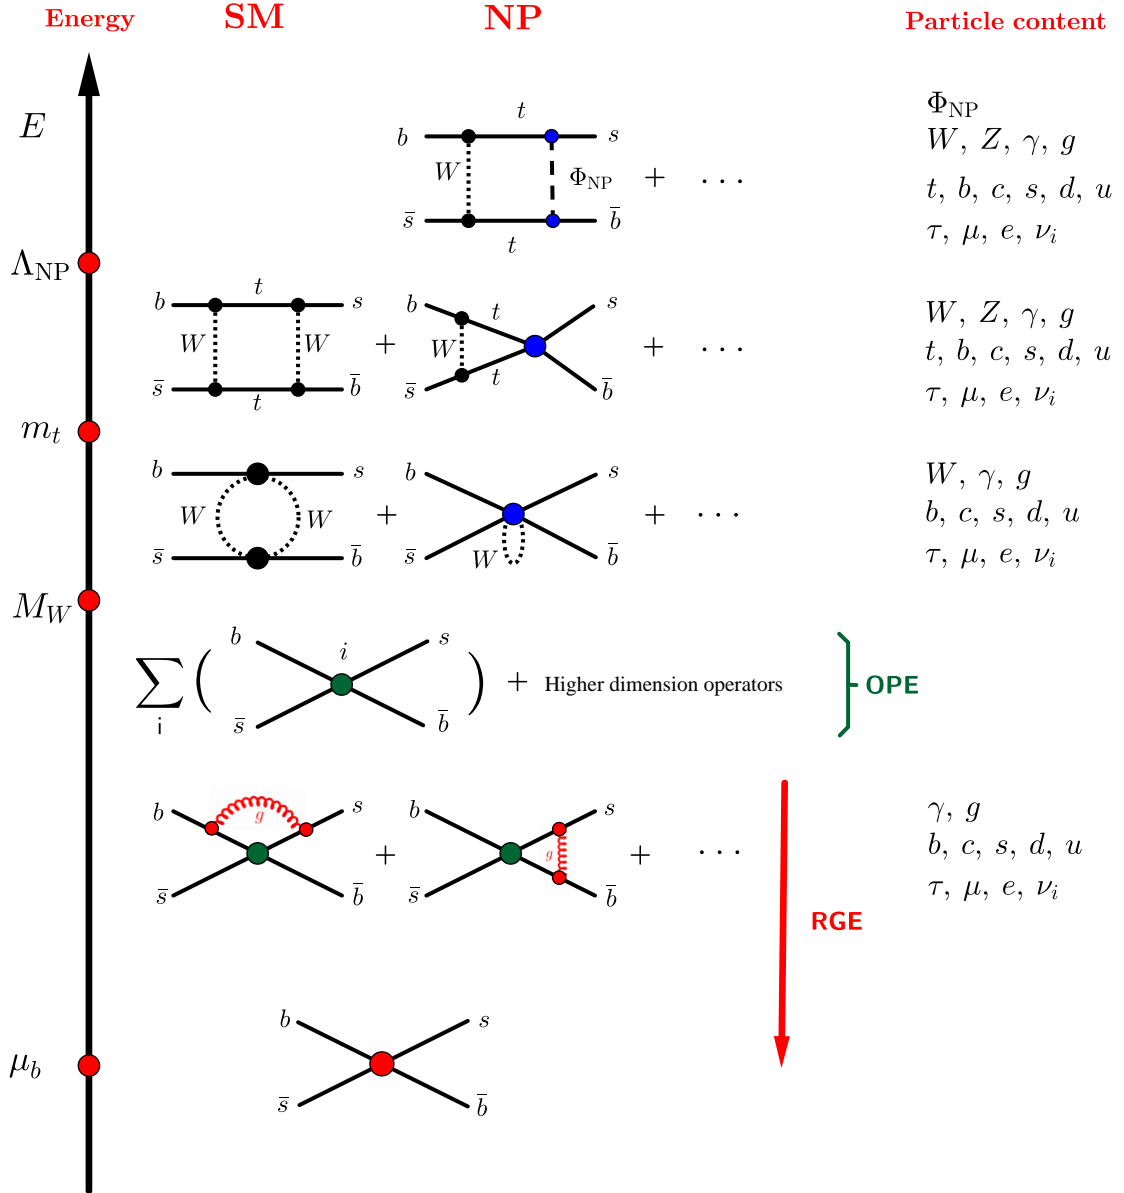 Energy SM NP Particle content
E
Φ_NP
W, Z, γ, g
t, b, c, s, d, u
τ, μ, e, ν_i
b t s
W Φ_NP + · · ·
s̄ t b̄
Λ_NP
b t s
W W
s̄ t b̄
+
b t s
W
s̄ t b̄
+ · · ·
W, Z, γ, g
t, b, c, s, d, u
τ, μ, e, ν_i
m_t
b s
W W
s̄ b̄
+
b s
s̄ W b̄
+ · · ·
W, γ, g
b, c, s, d, u
τ, μ, e, ν_i
M_W
∑ i
( b i s
s̄ b̄ )
+ Higher dimension operators
OPE
b g s
s̄ b̄
+
b s
g
s̄ b̄
+ · · ·
γ, g
b, c, s, d, u
τ, μ, e, ν_i
RGE
μ_b
b s
s̄ b̄